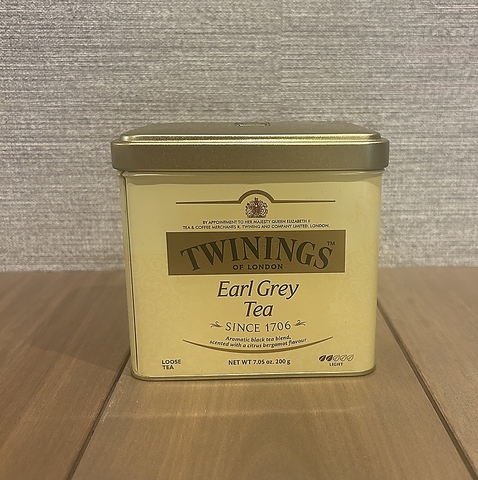 BY APPOINTMENT TO HER MAJESTY QUEEN ELIZABETH II
TEA & COFFEE MERCHANTS R. TWINING AND COMPANY LIMITED, LONDON.
TWININGS™
OF LONDON
Earl Grey
Tea
SINCE 1706
Aromatic black tea blend,
scented with a citrus bergamot flavour
LOOSE
TEA
NET WT 7.05 oz. 200 g
LIGHT